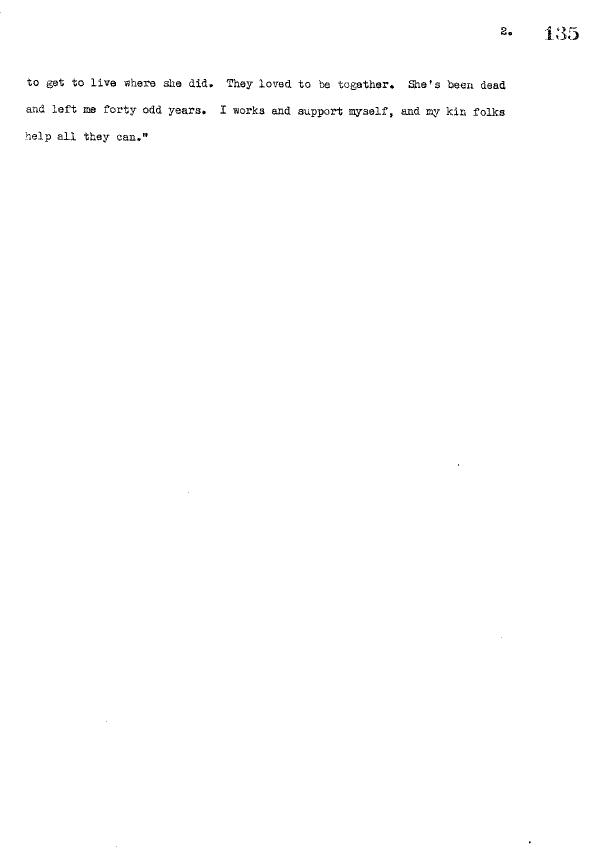 2. 135
to get to live where she did. They loved to be together. She's been dead
and left me forty odd years. I works and support myself, and my kin folks
help all they can."